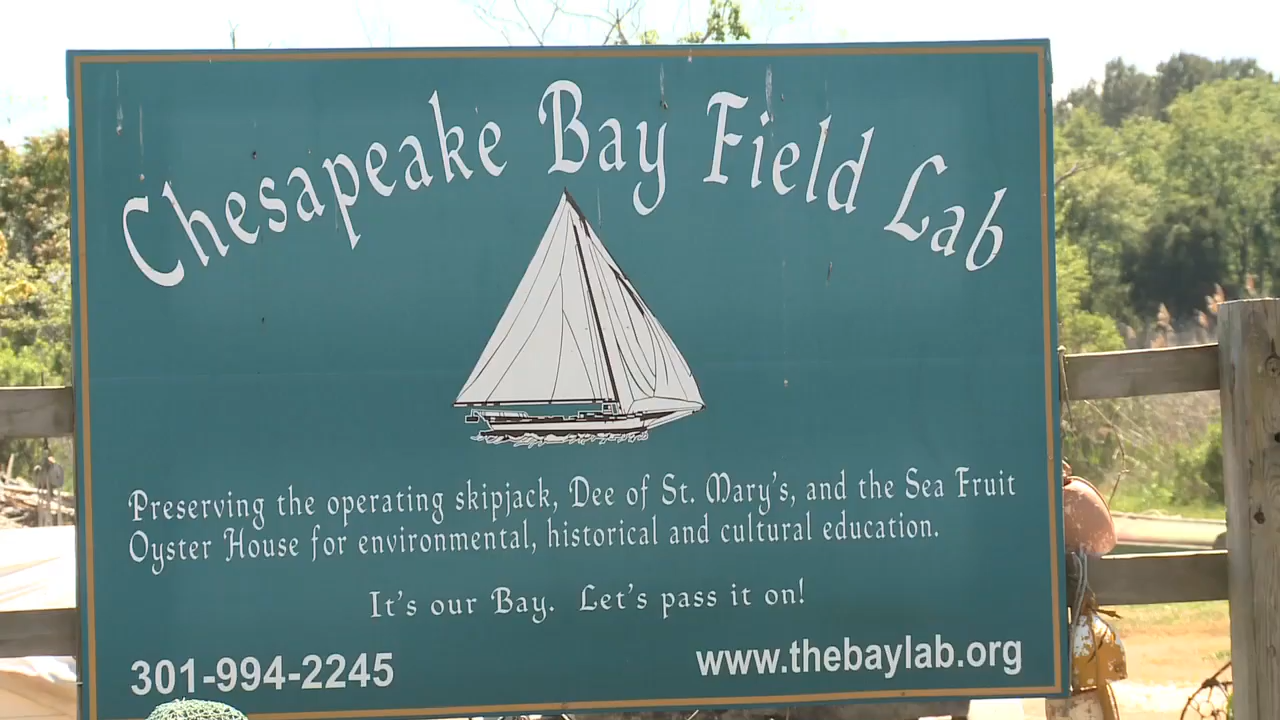 Chesapeake Bay Field Lab
Preserving the operating skipjack, Dee of St. Mary's, and the Sea Fruit
Oyster House for environmental, historical and cultural education.
It's our Bay. Let's pass it on!
301-994-2245
www.thebaylab.org